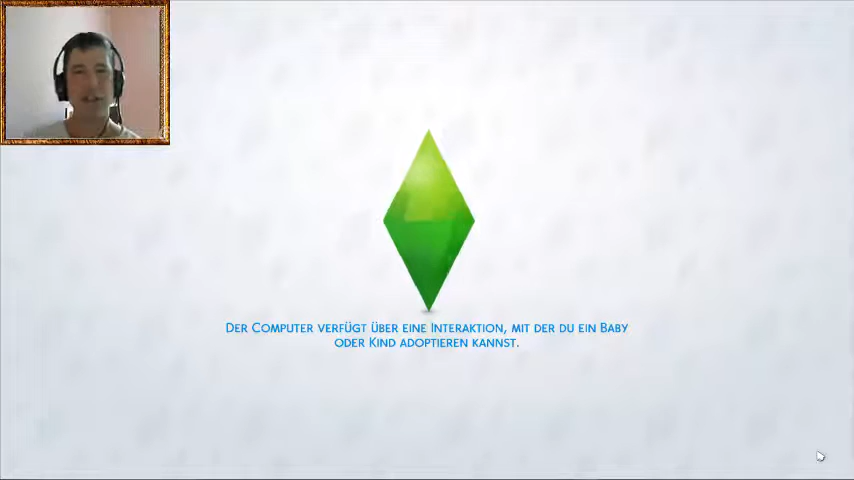 Der Computer verfügt über eine Interaktion, mit der du ein Baby
oder Kind adoptieren kannst.